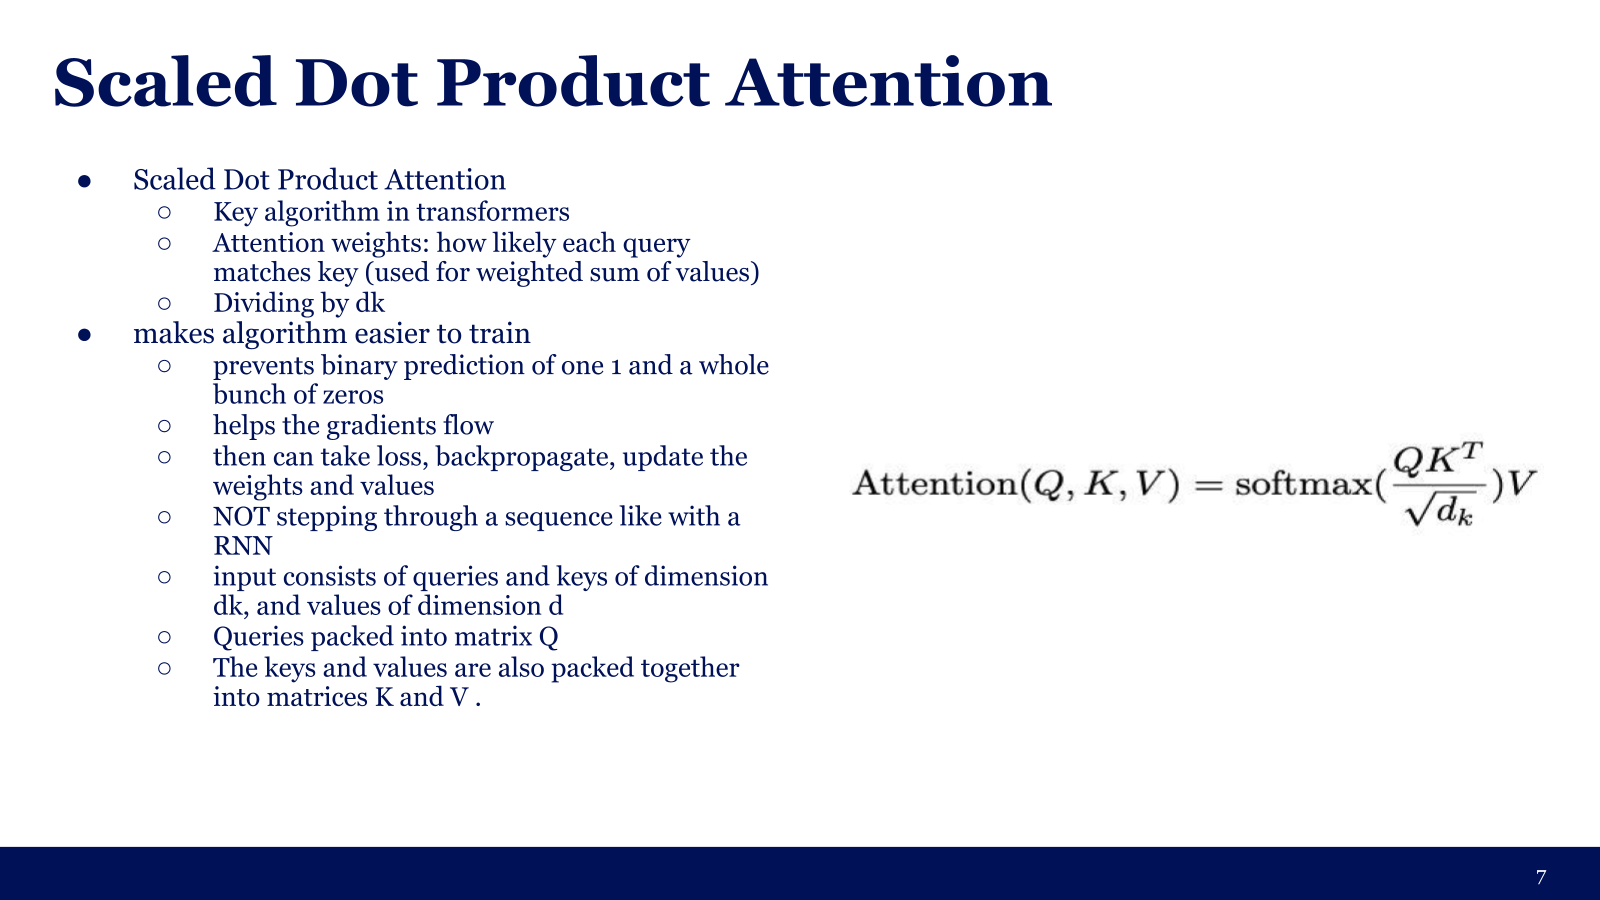 Scaled Dot Product Attention
● Scaled Dot Product Attention
○ Key algorithm in transformers
○ Attention weights: how likely each query
matches key (used for weighted sum of values)
○ Dividing by dk
● makes algorithm easier to train
○ prevents binary prediction of one 1 and a whole
bunch of zeros
○ helps the gradients flow
○ then can take loss, backpropagate, update the
weights and values
○ NOT stepping through a sequence like with a
RNN
○ input consists of queries and keys of dimension
dk, and values of dimension d
○ Queries packed into matrix Q
○ The keys and values are also packed together
into matrices K and V .
Attention(Q, K, V) = softmax(QK^T / √d_k)V
7